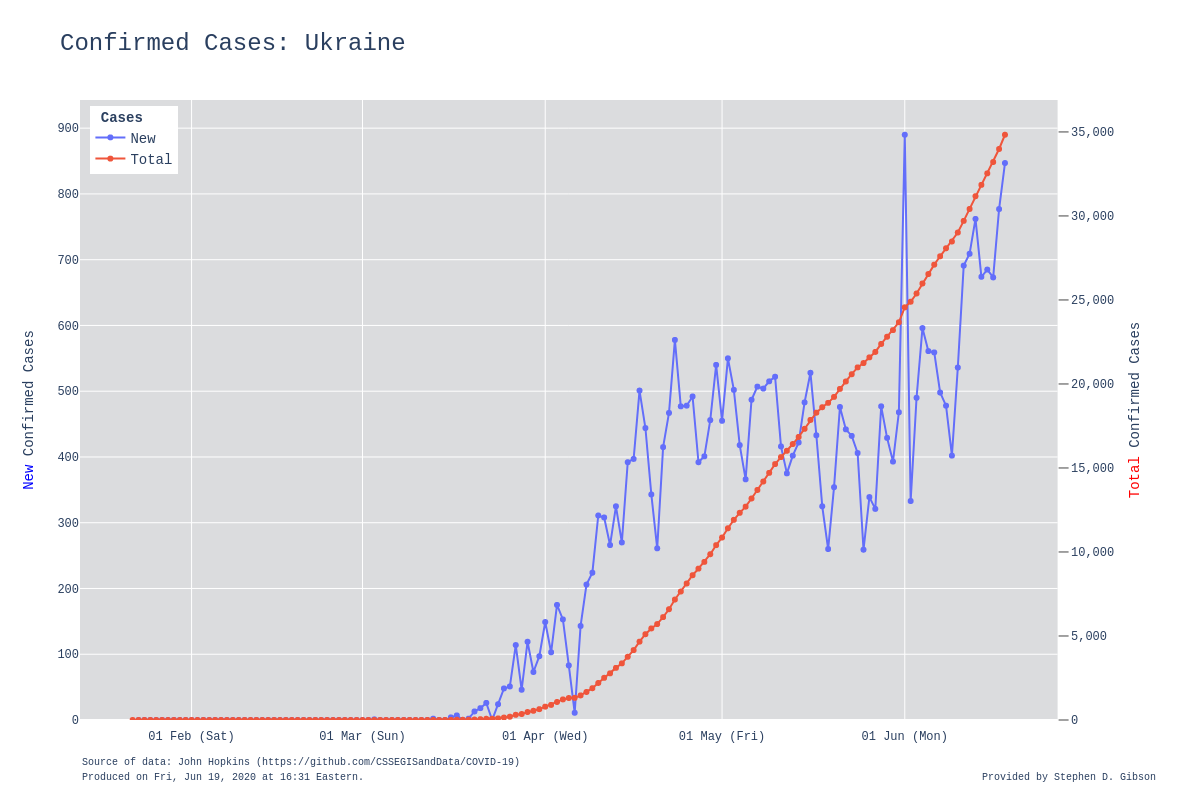 Confirmed Cases: Ukraine
Cases
New
Total
900
800
700
600
500
400
300
200
100
0
New Confirmed Cases
35,000
30,000
25,000
20,000
15,000
10,000
5,000
0
Total Confirmed Cases
01 Feb (Sat)
01 Mar (Sun)
01 Apr (Wed)
01 May (Fri)
01 Jun (Mon)
Source of data: John Hopkins (https://github.com/CSSEGISandData/COVID-19)
Produced on Fri, Jun 19, 2020 at 16:31 Eastern.
Provided by Stephen D. Gibson